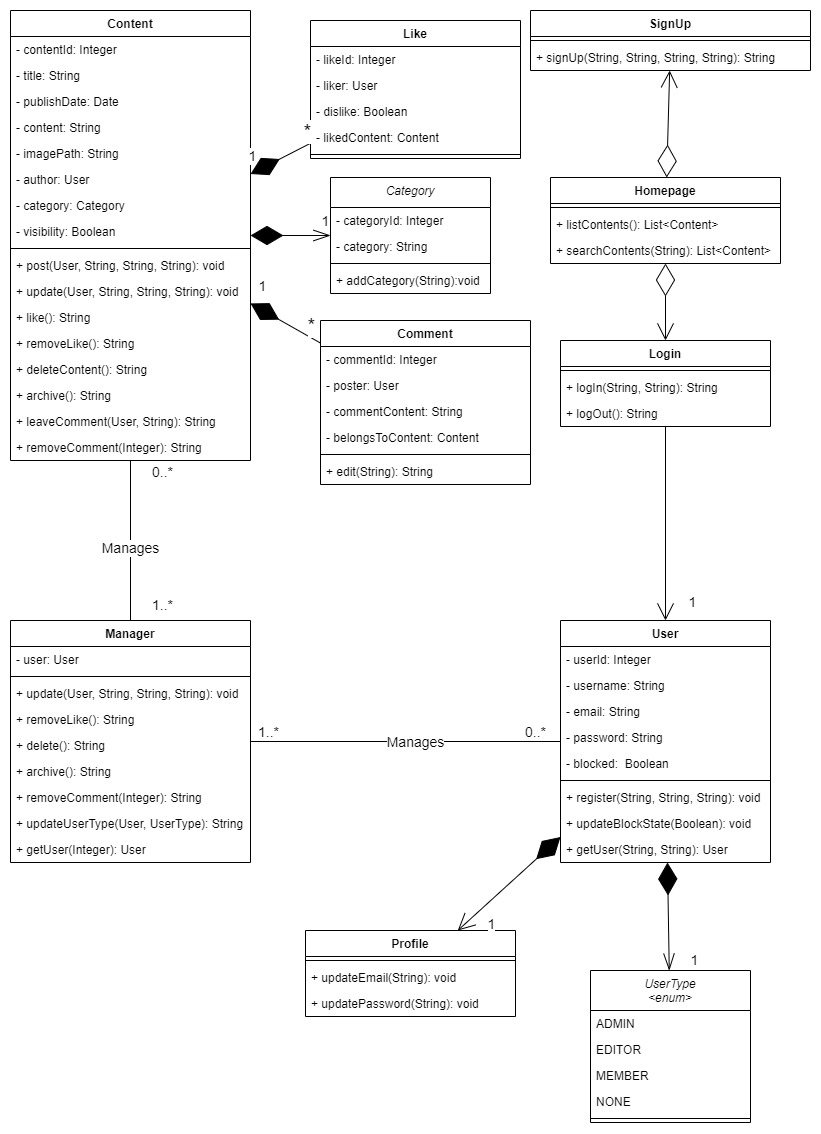 Content
- contentId: Integer
- title: String
- publishDate: Date
- content: String
- imagePath: String
- author: User
- category: Category
- visibility: Boolean
+ post(User, String, String, String): void
+ update(User, String, String, String): void
+ like(): String
+ removeLike(): String
+ deleteContent(): String
+ archive(): String
+ leaveComment(User, String): String
+ removeComment(Integer): String
Like
- likeId: Integer
- liker: User
- dislike: Boolean
- likedContent: Content
1
*
Category
- categoryId: Integer
- category: String
+ addCategory(String):void
1
1
*
Comment
- commentId: Integer
- poster: User
- commentContent: String
- belongsToContent: Content
+ edit(String): String
SignUp
+ signUp(String, String, String, String): String
Homepage
+ listContents(): List<Content>
+ searchContents(String): List<Content>
Login
+ logIn(String, String): String
+ logOut(): String
0..*
Manages
1..*
Manager
- user: User
+ update(User, String, String, String): void
+ removeLike(): String
+ delete(): String
+ archive(): String
+ removeComment(Integer): String
+ updateUserType(User, UserType): String
+ getUser(Integer): User
1..*
Manages
0..*
1
User
- userId: Integer
- username: String
- email: String
- password: String
- blocked:  Boolean
+ register(String, String, String): void
+ updateBlockState(Boolean): void
+ getUser(String, String): User
1
Profile
+ updateEmail(String): void
+ updatePassword(String): void
1
UserType
<enum>
ADMIN
EDITOR
MEMBER
NONE